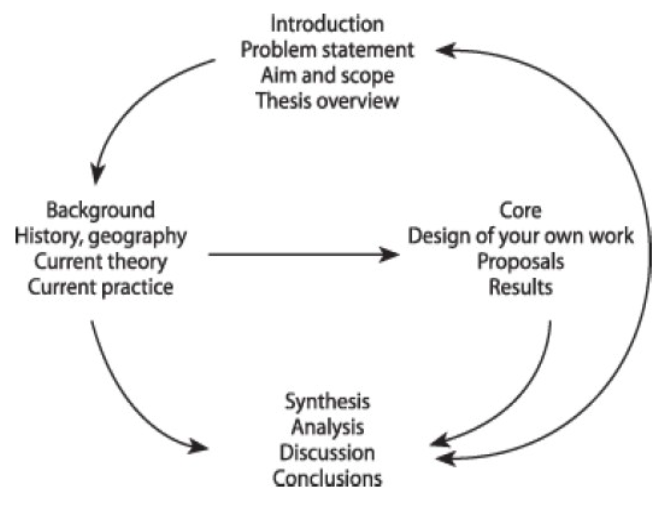 Introduction
Problem statement
Aim and scope
Thesis overview
Background
History, geography
Current theory
Current practice
Core
Design of your own work
Proposals
Results
Synthesis
Analysis
Discussion
Conclusions